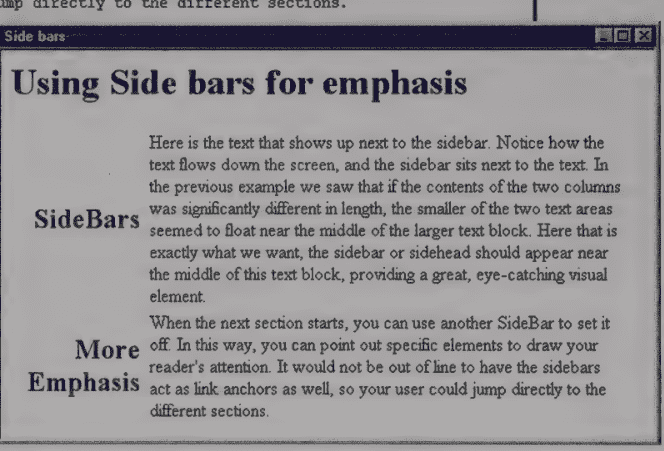 jump directly to the different sections.
Side bars
Using Side bars for emphasis
Here is the text that shows up next to the sidebar. Notice how the
text flows down the screen, and the sidebar sits next to the text. In
the previous example we saw that if the contents of the two columns
was significantly different in length, the smaller of the two text areas
seemed to float near the middle of the larger text block. Here that is
exactly what we want, the sidebar or sidehead should appear near
the middle of this text block, providing a great, eye-catching visual
element.
SideBars
When the next section starts, you can use another SideBar to set it
off. In this way, you can point out specific elements to draw your
reader's attention. It would not be out of line to have the sidebars
act as link anchors as well, so your user could jump directly to the
different sections.
More
Emphasis